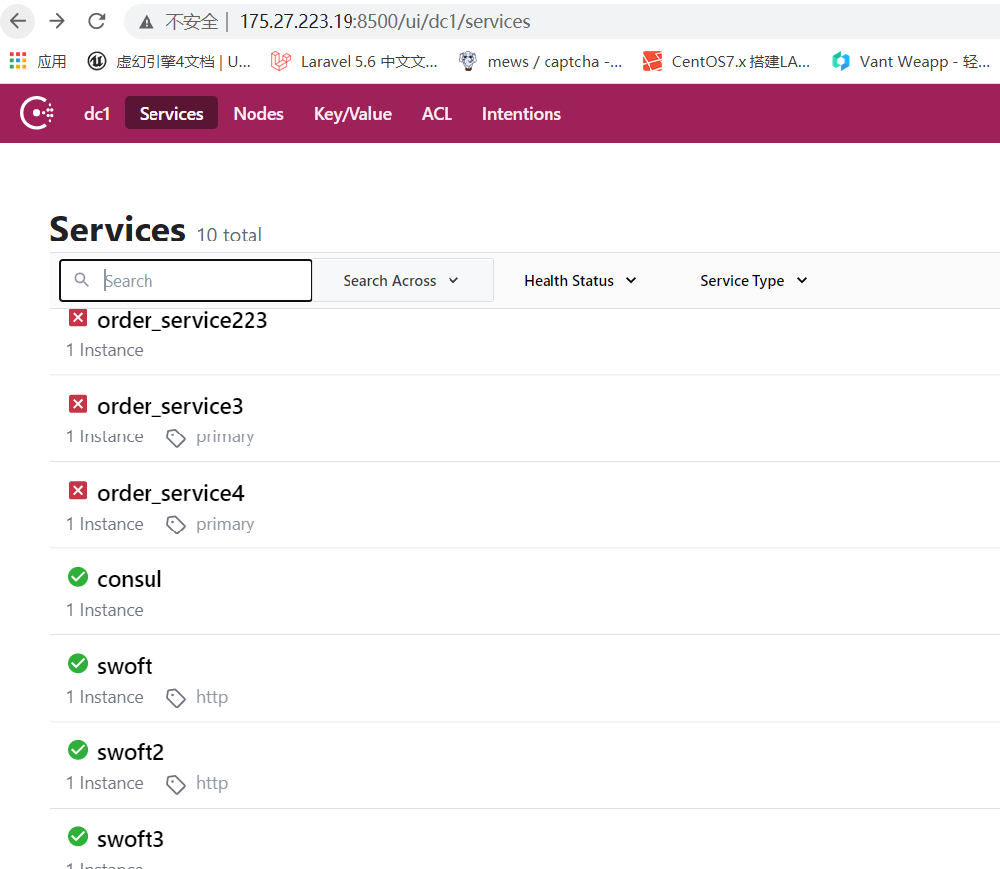 不安全 | 175.27.223.19:8500/ui/dc1/services
应用 虚幻引擎4文档 | U... Laravel 5.6 中文文... mews / captcha -... CentOS7.x 搭建LA... Vant Weapp - 轻...
dc1 Services Nodes Key/Value ACL Intentions
Services 10 total
Search Search Across Health Status Service Type
order_service223
1 Instance
order_service3
1 Instance primary
order_service4
1 Instance primary
consul
1 Instance
swoft
1 Instance http
swoft2
1 Instance http
swoft3
1 Instance